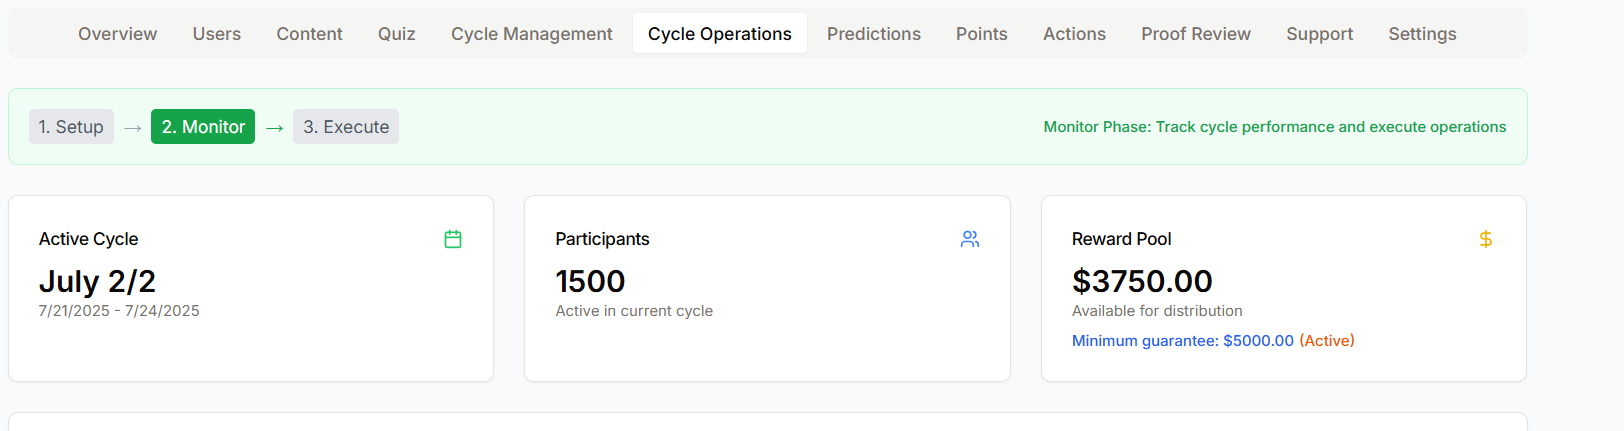 Overview Users Content Quiz Cycle Management Cycle Operations Predictions Points Actions Proof Review Support Settings
1. Setup → 2. Monitor → 3. Execute
Monitor Phase: Track cycle performance and execute operations
Active Cycle
July 2/2
7/21/2025 - 7/24/2025
Participants
1500
Active in current cycle
Reward Pool
$3750.00
Available for distribution
Minimum guarantee: $5000.00 (Active)